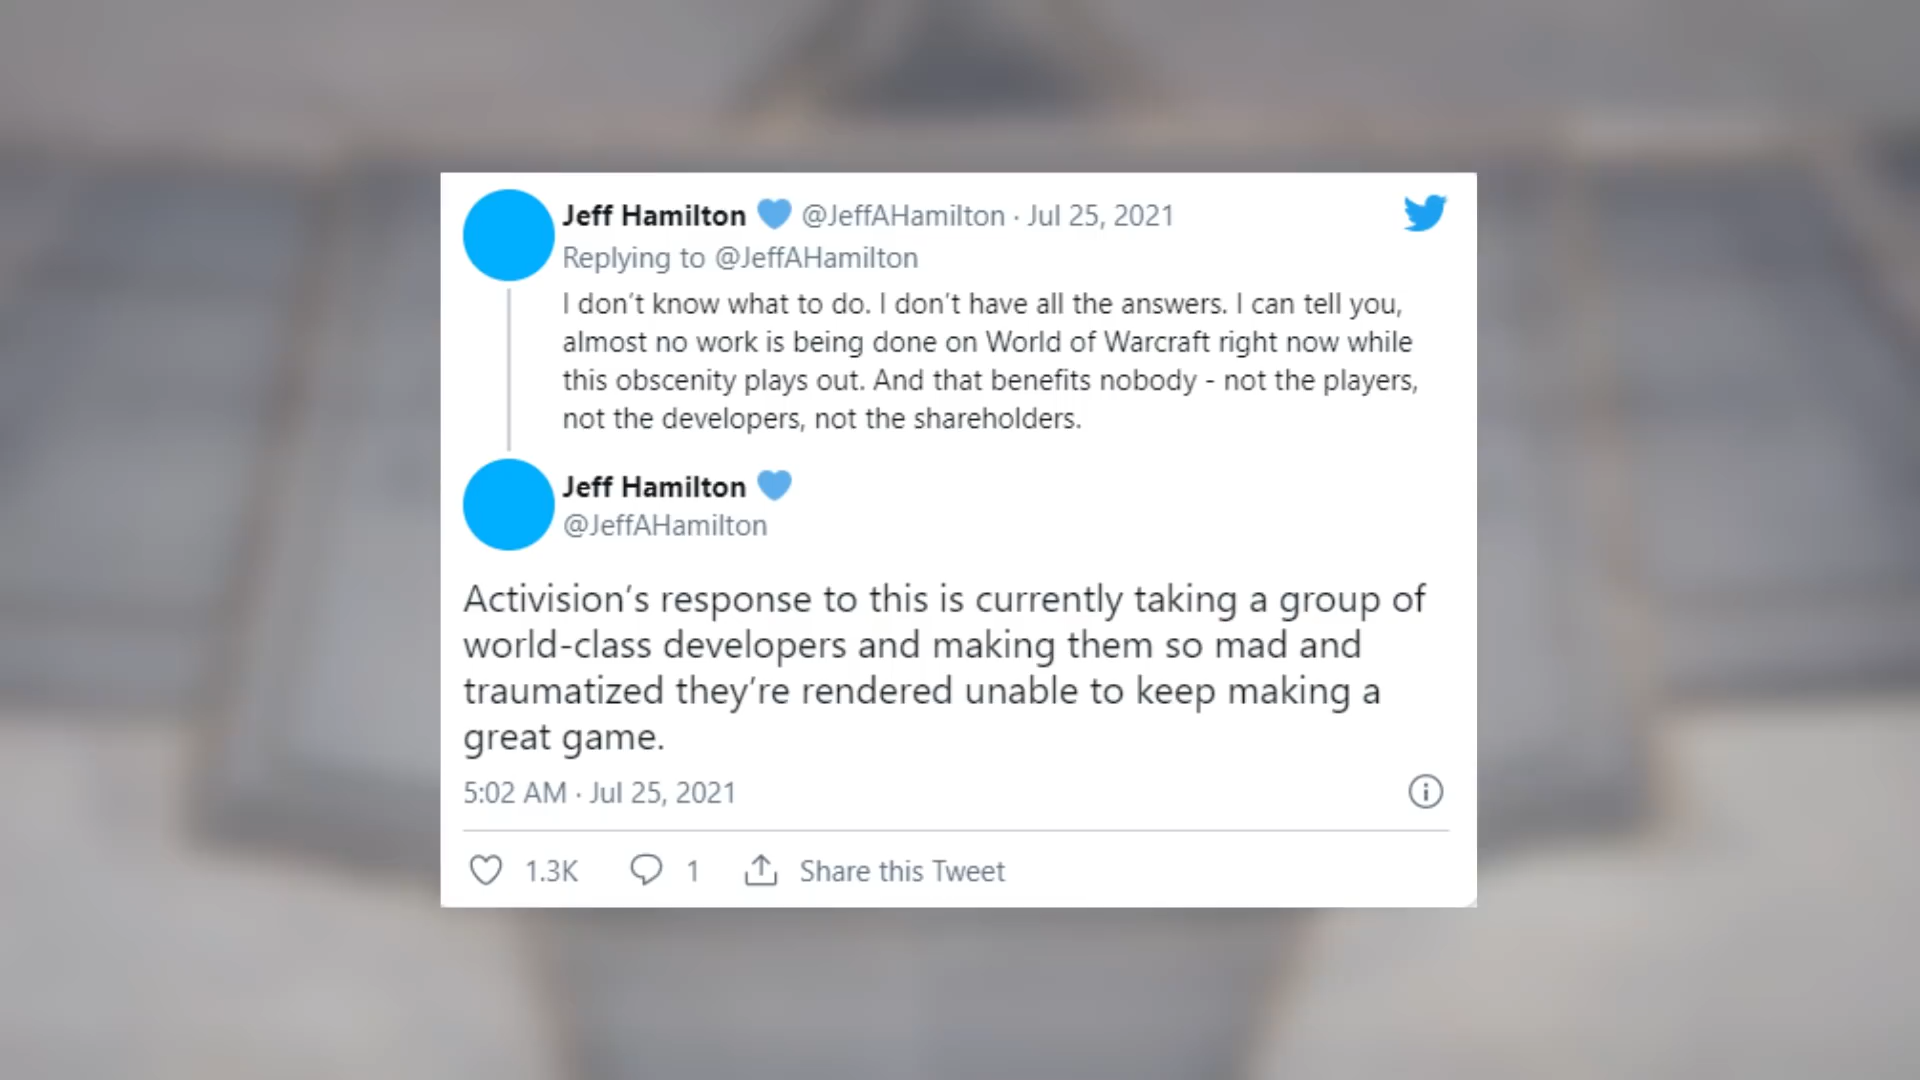 Jeff Hamilton 💙 @JeffAHamilton · Jul 25, 2021
Replying to @JeffAHamilton
I don’t know what to do. I don’t have all the answers. I can tell you,
almost no work is being done on World of Warcraft right now while
this obscenity plays out. And that benefits nobody - not the players,
not the developers, not the shareholders.
Jeff Hamilton 💙
@JeffAHamilton
Activision’s response to this is currently taking a group of
world-class developers and making them so mad and
traumatized they’re rendered unable to keep making a
great game.
5:02 AM · Jul 25, 2021
1.3K 1 Share this Tweet